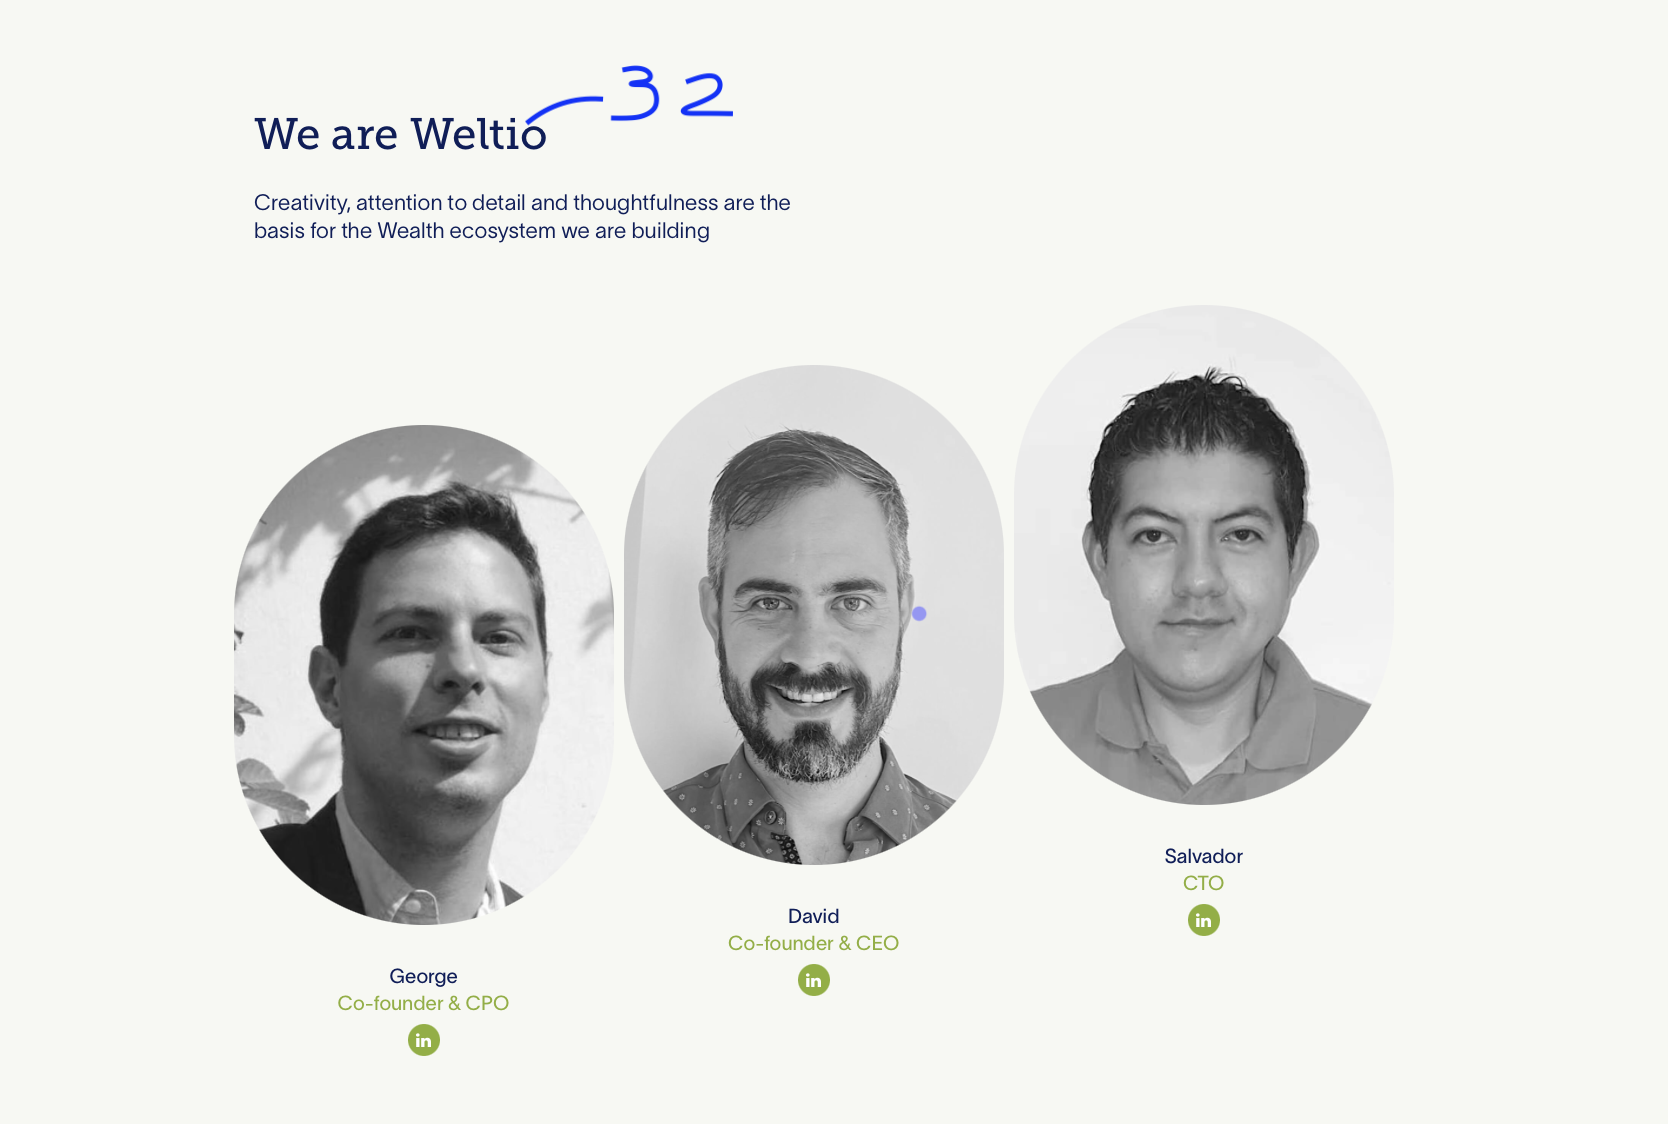 32
We are Weltio
Creativity, attention to detail and thoughtfulness are the
basis for the Wealth ecosystem we are building
George
Co-founder & CPO
in
David
Co-founder & CEO
in
Salvador
CTO
in